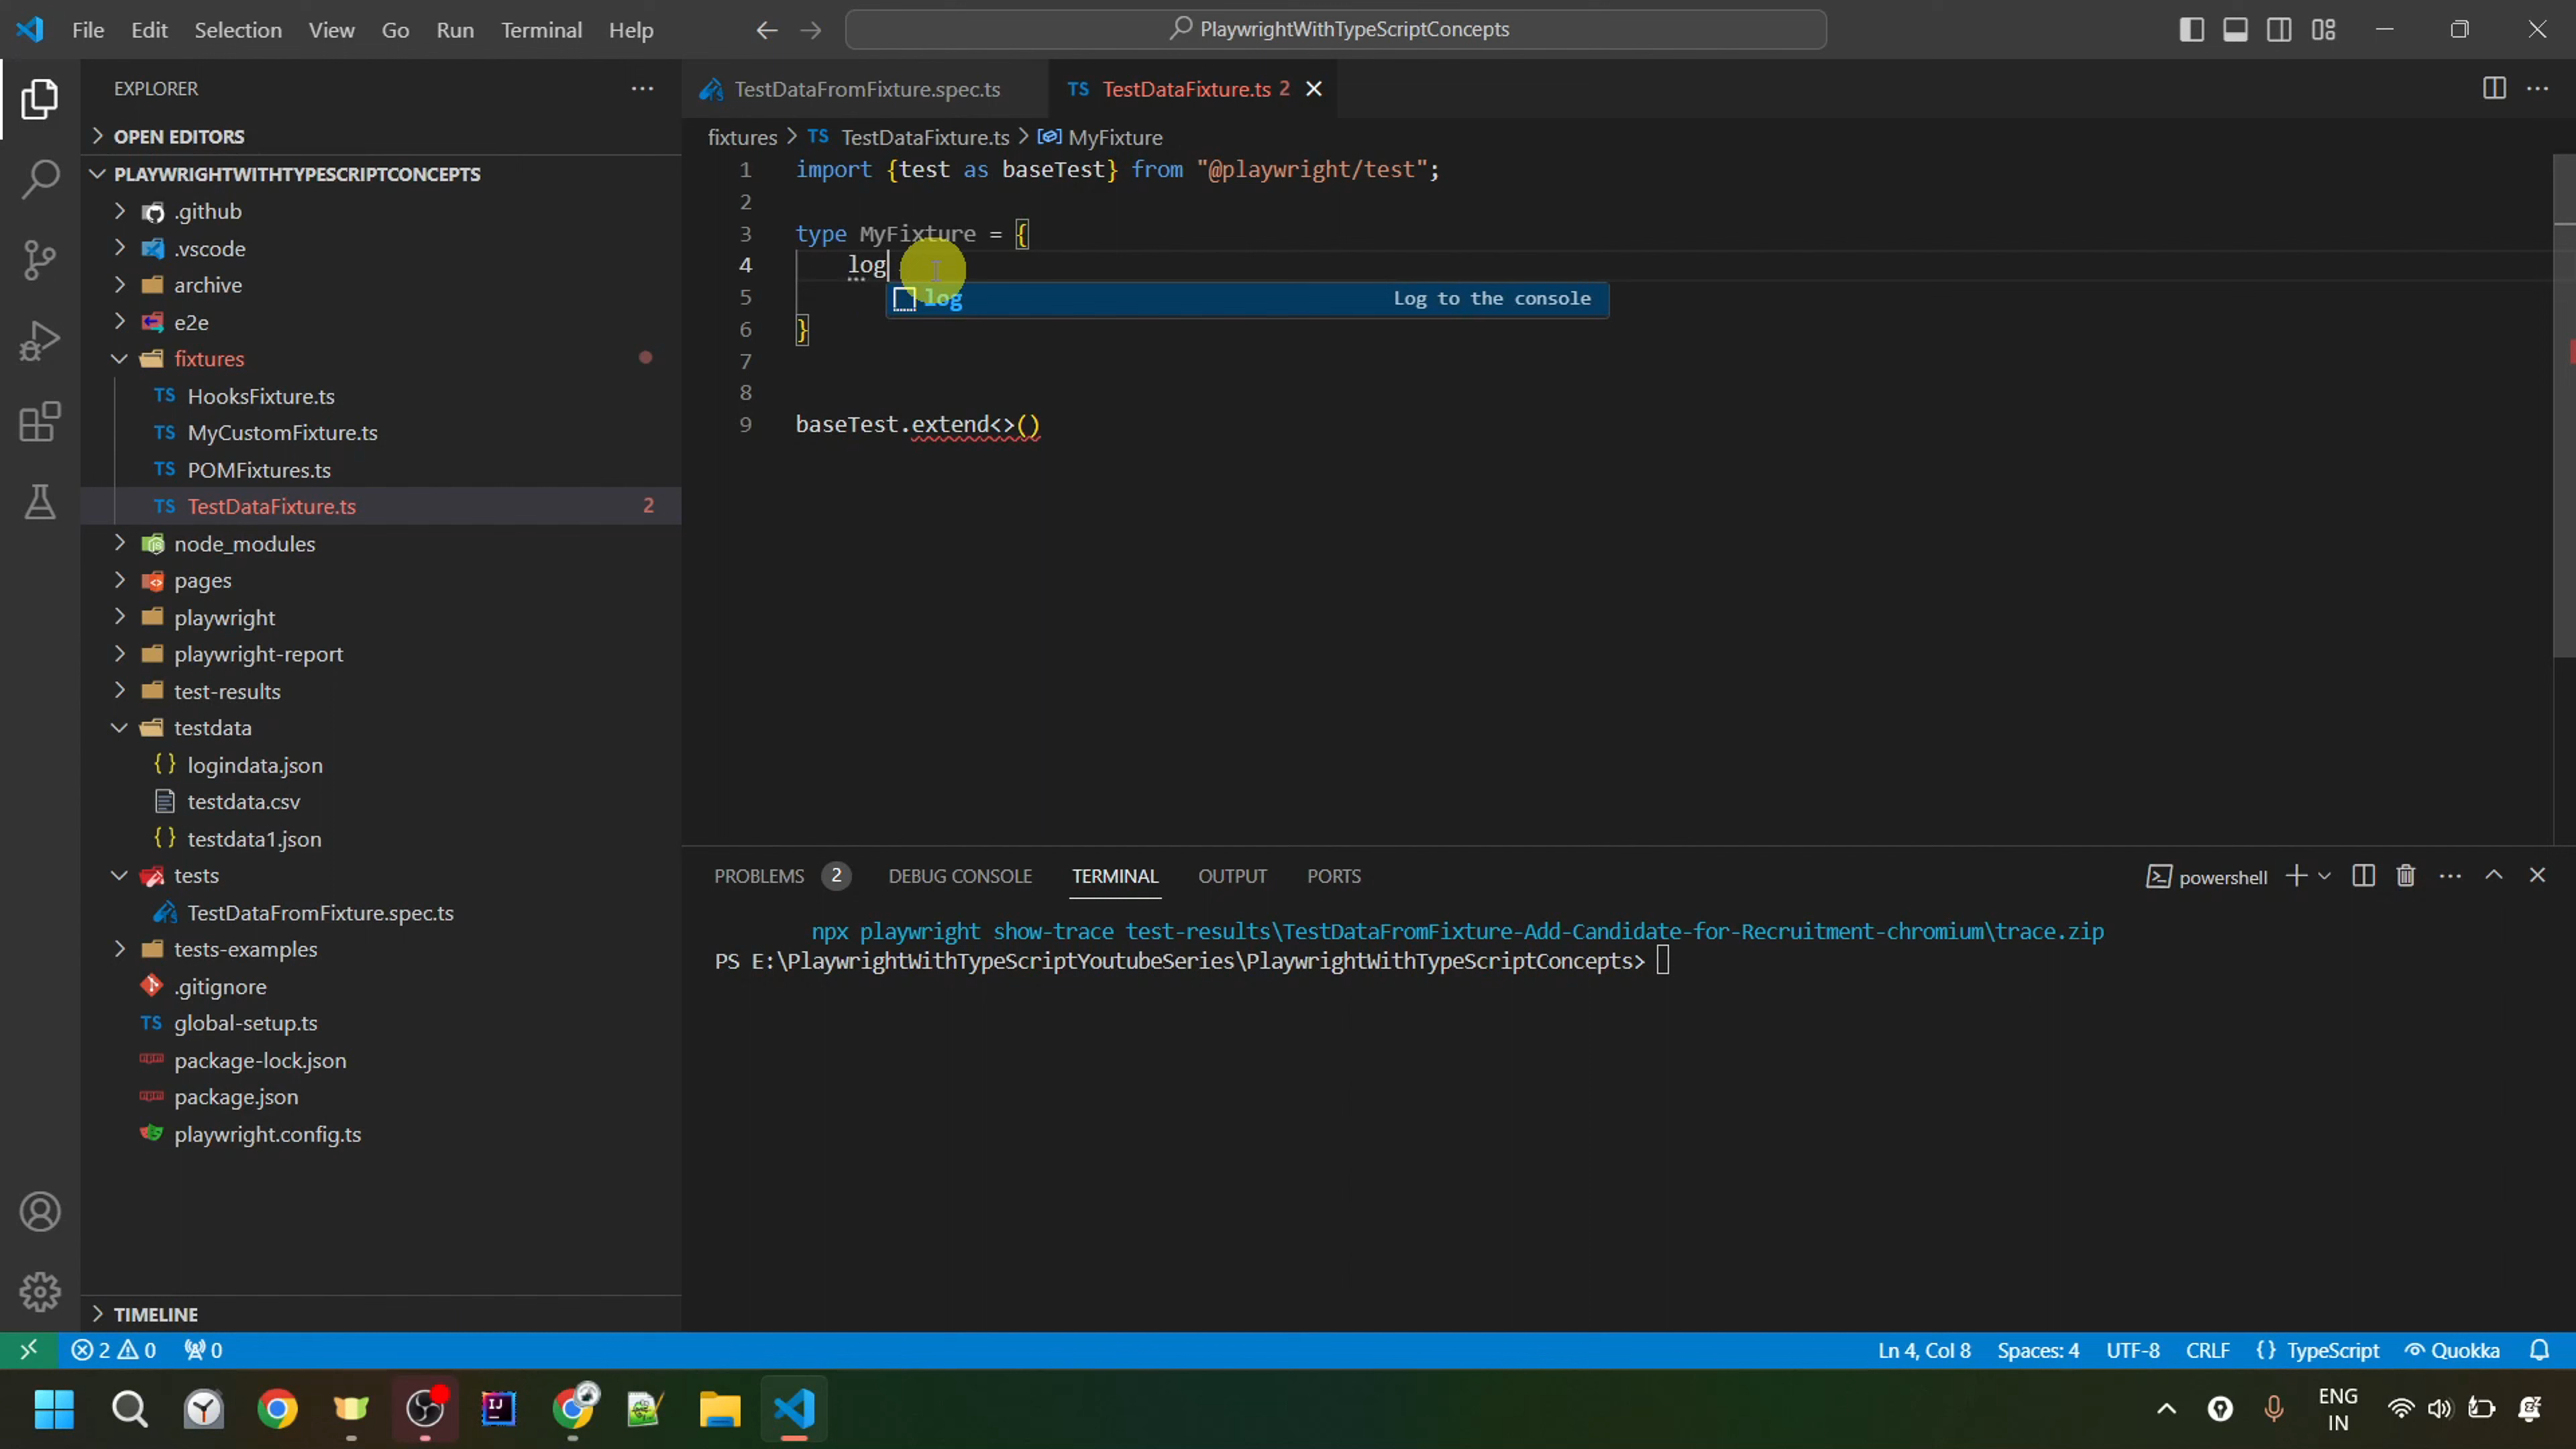 File Edit Selection View Go Run Terminal Help
PlaywrightWithTypeScriptConcepts
EXPLORER
OPEN EDITORS
PLAYWRIGHTWITHTYPESCRIPTCONCEPTS
.github
.vscode
archive
e2e
fixtures
TS HooksFixture.ts
TS MyCustomFixture.ts
TS POMFixtures.ts
TS TestDataFixture.ts 2
node_modules
pages
playwright
playwright-report
test-results
testdata
{} logindata.json
testdata.csv
{} testdata1.json
tests
TestDataFromFixture.spec.ts
tests-examples
.gitignore
TS global-setup.ts
package-lock.json
package.json
playwright.config.ts
TIMELINE
TestDataFromFixture.spec.ts
TS TestDataFixture.ts 2
fixtures > TS TestDataFixture.ts > MyFixture
1 import {test as baseTest} from "@playwright/test";
2
3 type MyFixture = {
4 log
log Log to the console
5
6 }
7
8
9 baseTest.extend<>()
PROBLEMS 2 DEBUG CONSOLE TERMINAL OUTPUT PORTS
powershell
npx playwright show-trace test-results\TestDataFromFixture-Add-Candidate-for-Recruitment-chromium\trace.zip
PS E:\PlaywrightWithTypeScriptYoutubeSeries\PlaywrightWithTypeScriptConcepts>
2 0 0
Ln 4, Col 8 Spaces: 4 UTF-8 CRLF {} TypeScript Quokka
IJ
ENG
IN